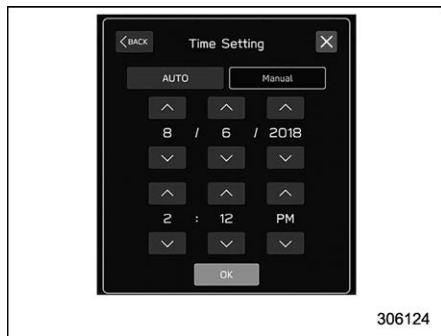 BACK Time Setting
AUTO Manual
8 / 6 / 2018
2 : 12 PM
OK
306124